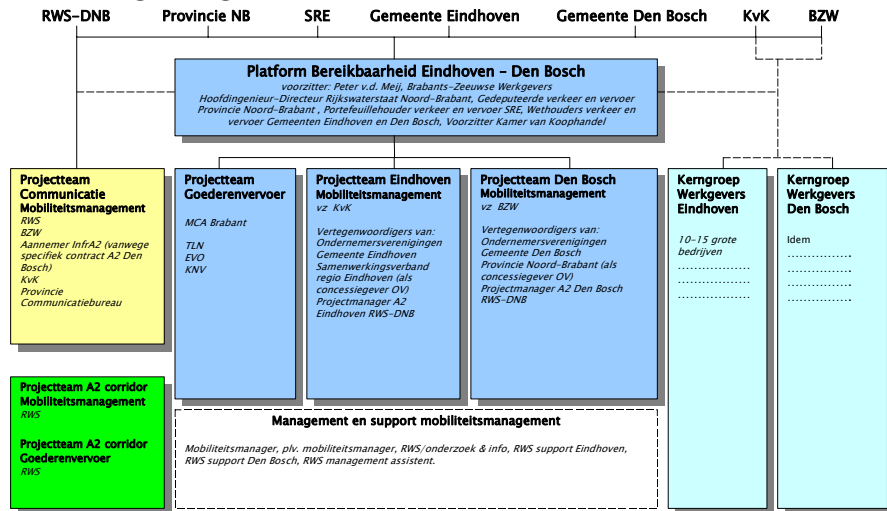 RWS-DNB
Provincie NB
SRE
Gemeente Eindhoven
Gemeente Den Bosch
KvK
BZW
Platform Bereikbaarheid Eindhoven – Den Bosch
voorzitter: Peter v.d. Meij, Brabants-Zeeuwse Werkgevers
Hoofdingenieur-Directeur Rijkswaterstaat Noord-Brabant, Gedeputeerde verkeer en vervoer
Provincie Noord-Brabant , Portefeuillehouder verkeer en vervoer SRE, Wethouders verkeer en
vervoer Gemeenten Eindhoven en Den Bosch, Voorzitter Kamer van Koophandel
Projectteam
Communicatie
Mobiliteitsmanagement
RWS
BZW
Aannemer InfrA2 (vanwege
specifiek contract A2 Den
Bosch)
KvK
Provincie
Communicatiebureau
Projectteam
Goederenvervoer
MCA Brabant
TLN
EVO
KNV
Projectteam Eindhoven
Mobiliteitsmanagement
vz KvK
Vertegenwoordigers van:
Ondernemersverenigingen
Gemeente Eindhoven
Samenwerkingsverband
regio Eindhoven (als
concessiegever OV)
Projectmanager A2
Eindhoven RWS-DNB
Projectteam Den Bosch
Mobiliteitsmanagement
vz BZW
Vertegenwoordigers van:
Ondernemersverenigingen
Gemeente Den Bosch
Provincie Noord-Brabant (als
concessiegever OV)
Projectmanager A2 Den Bosch
RWS-DNB
Kerngroep
Werkgevers
Eindhoven
10-15 grote
bedrijven
………………
………………
………………
Kerngroep
Werkgevers
Den Bosch
Idem
…………….
…………….
…………….
…………….
Projectteam A2 corridor
Mobiliteitsmanagement
RWS
Projectteam A2 corridor
Goederenvervoer
RWS
Management en support mobiliteitsmanagement
Mobiliteitsmanager, plv. mobiliteitsmanager, RWS/onderzoek & info, RWS support Eindhoven,
RWS support Den Bosch, RWS management assistent.